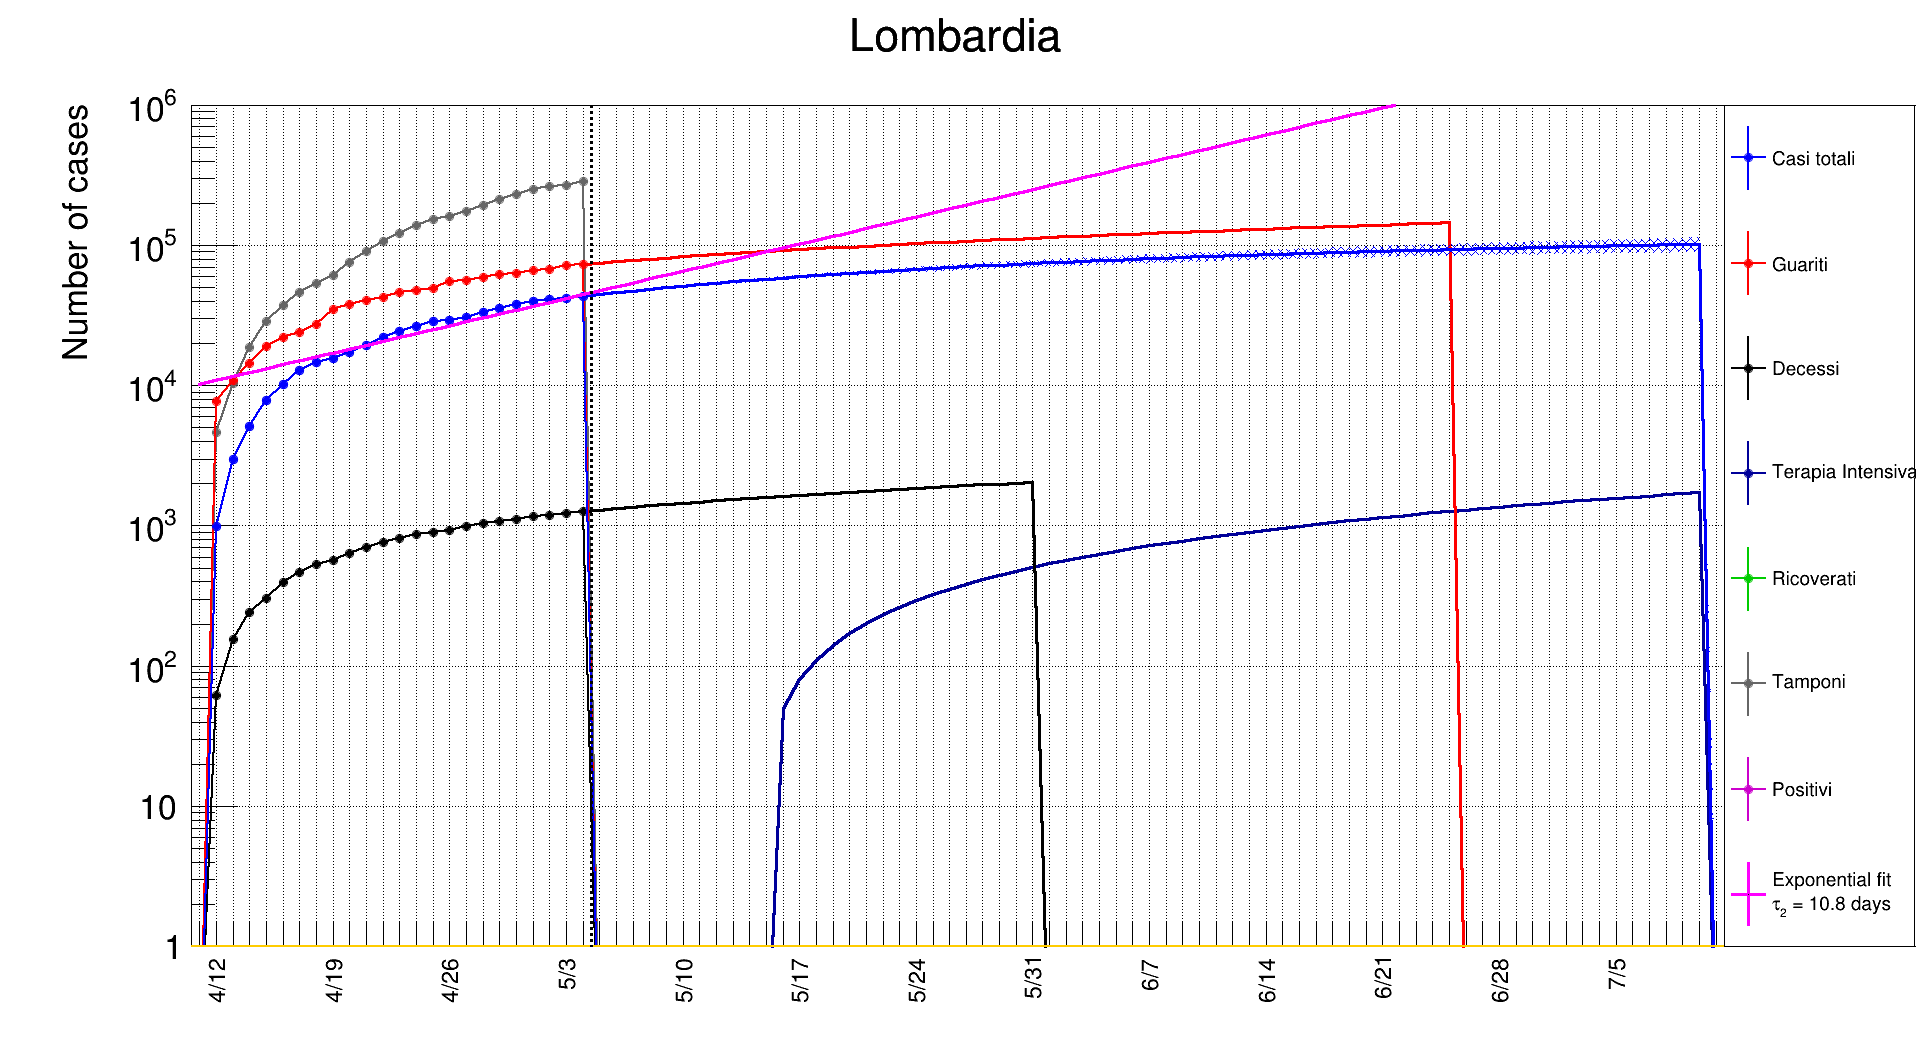 Lombardia
Number of cases
10^6
10^5
10^4
10^3
10^2
10
1
4/12
4/19
4/26
5/3
5/10
5/17
5/24
5/31
6/7
6/14
6/21
6/28
7/5
Casi totali
Guariti
Decessi
Terapia Intensiva
Ricoverati
Tamponi
Positivi
Exponential fit
τ_2 = 10.8 days